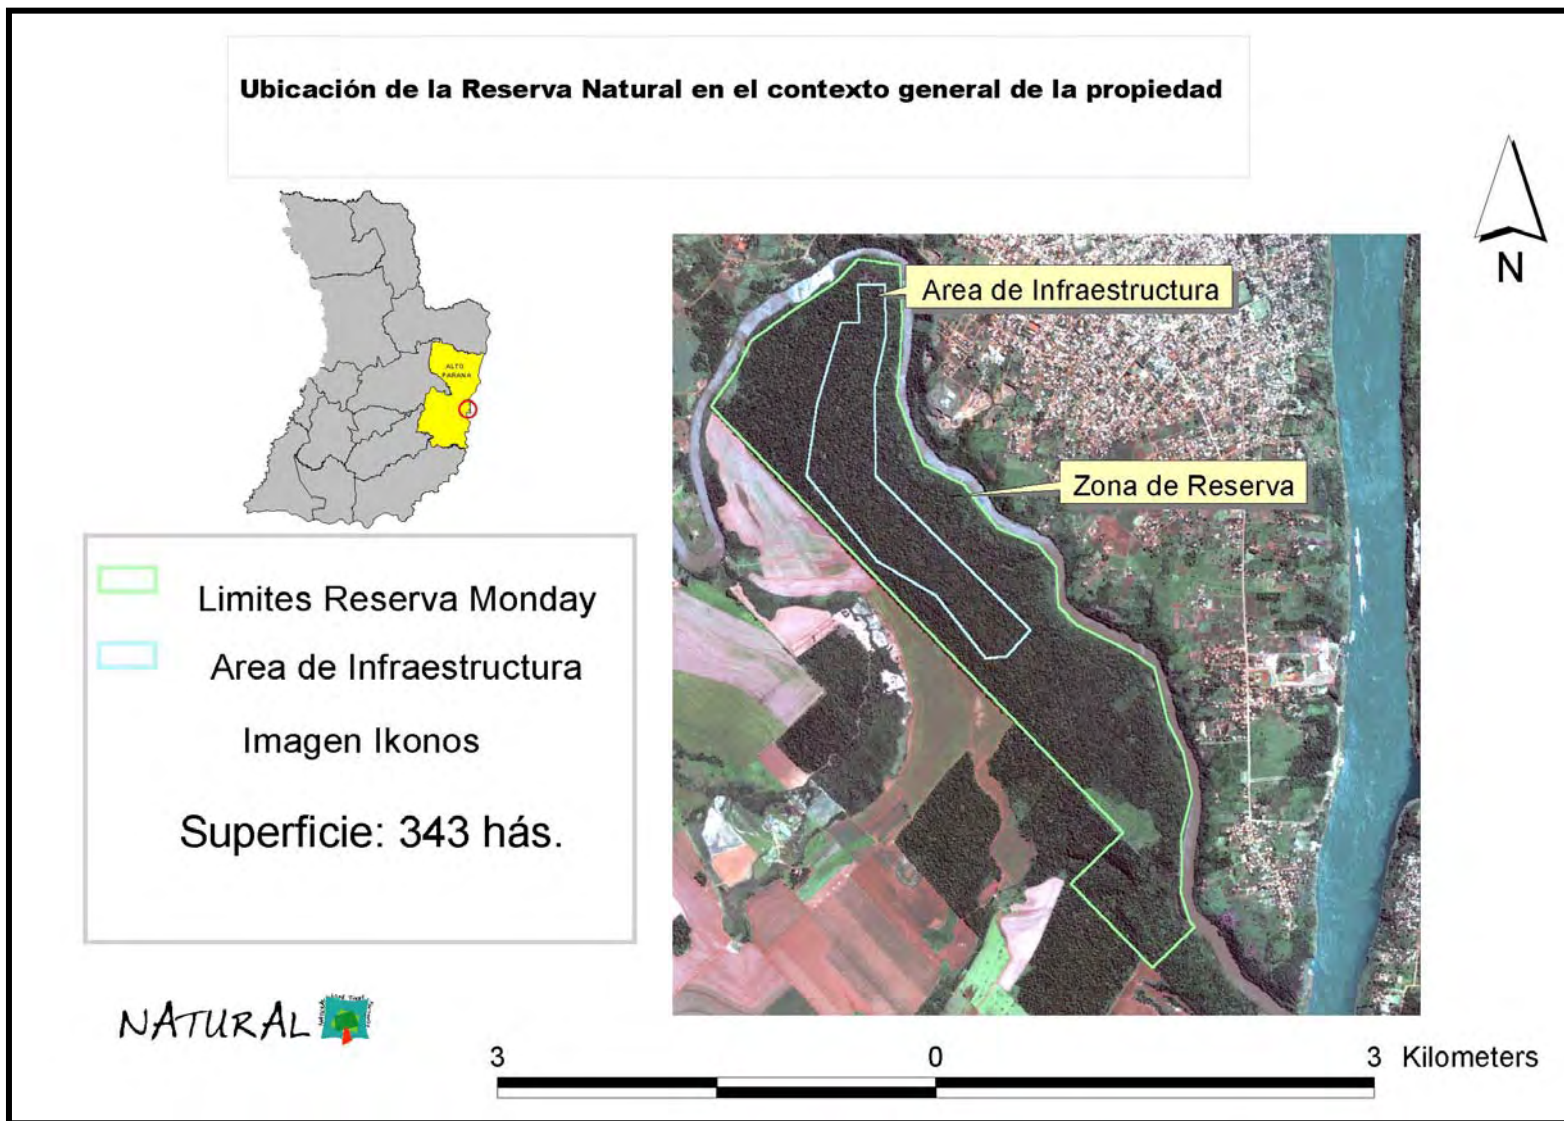 Ubicación de la Reserva Natural en el contexto general de la propiedad
N
ALTO
PARANA
Area de Infraestructura
Zona de Reserva
Limites Reserva Monday
Area de Infraestructura
Imagen Ikonos
Superficie: 343 hás.
NATURAL
3 0 3 Kilometers